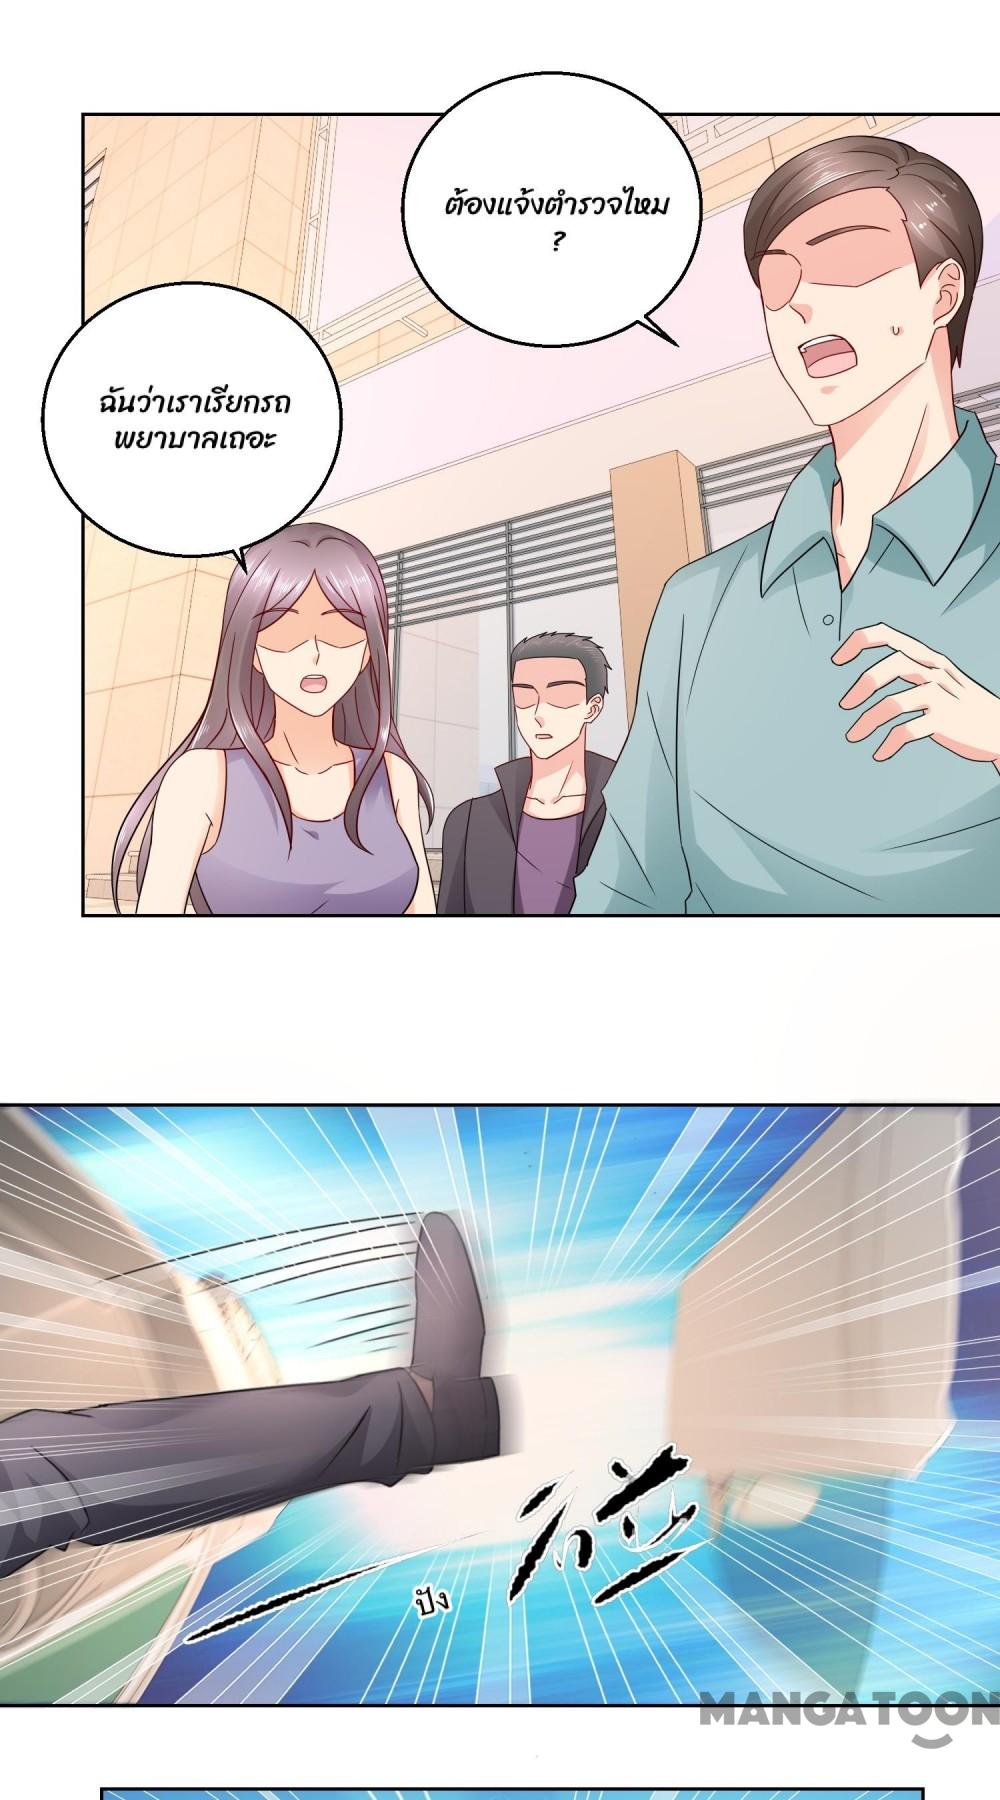 ต้องแจ้งตำรวจไหม
?
ฉันว่าเราเรียกรถ
พยาบาลเถอะ
ปัง
MANGATOON